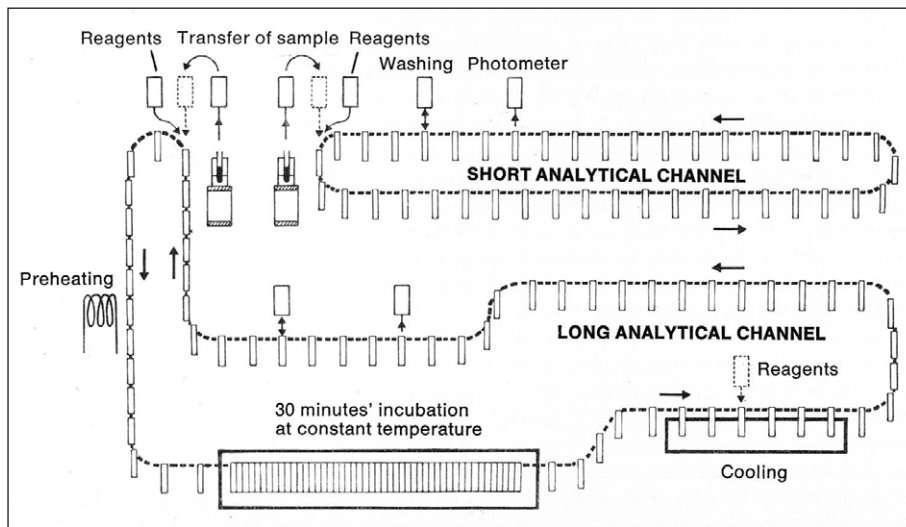 Reagents Transfer of sample Reagents
Washing Photometer
SHORT ANALYTICAL CHANNEL
Preheating
LONG ANALYTICAL CHANNEL
Reagents
30 minutes' incubation
at constant temperature
Cooling